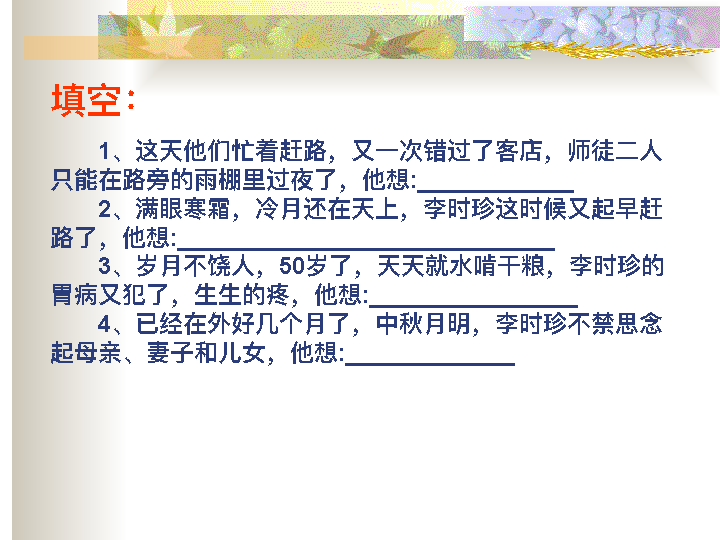 填空：
1、这天他们忙着赶路，又一次错过了客店，师徒二人
只能在路旁的雨棚里过夜了，他想:____________
2、满眼寒霜，冷月还在天上，李时珍这时候又起早赶
路了，他想:_____________________________
3、岁月不饶人，50岁了，天天就水啃干粮，李时珍的
胃病又犯了，生生的疼，他想:________________
4、已经在外好几个月了，中秋月明，李时珍不禁思念
起母亲、妻子和儿女，他想:_____________